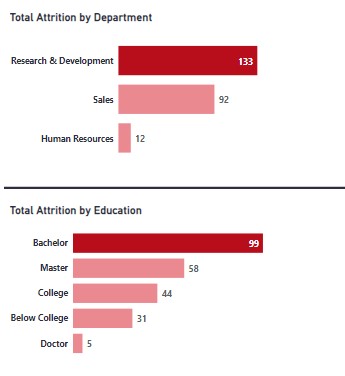 Total Attrition by Department
Research & Development 133
Sales 92
Human Resources 12
Total Attrition by Education
Bachelor 99
Master 58
College 44
Below College 31
Doctor 5